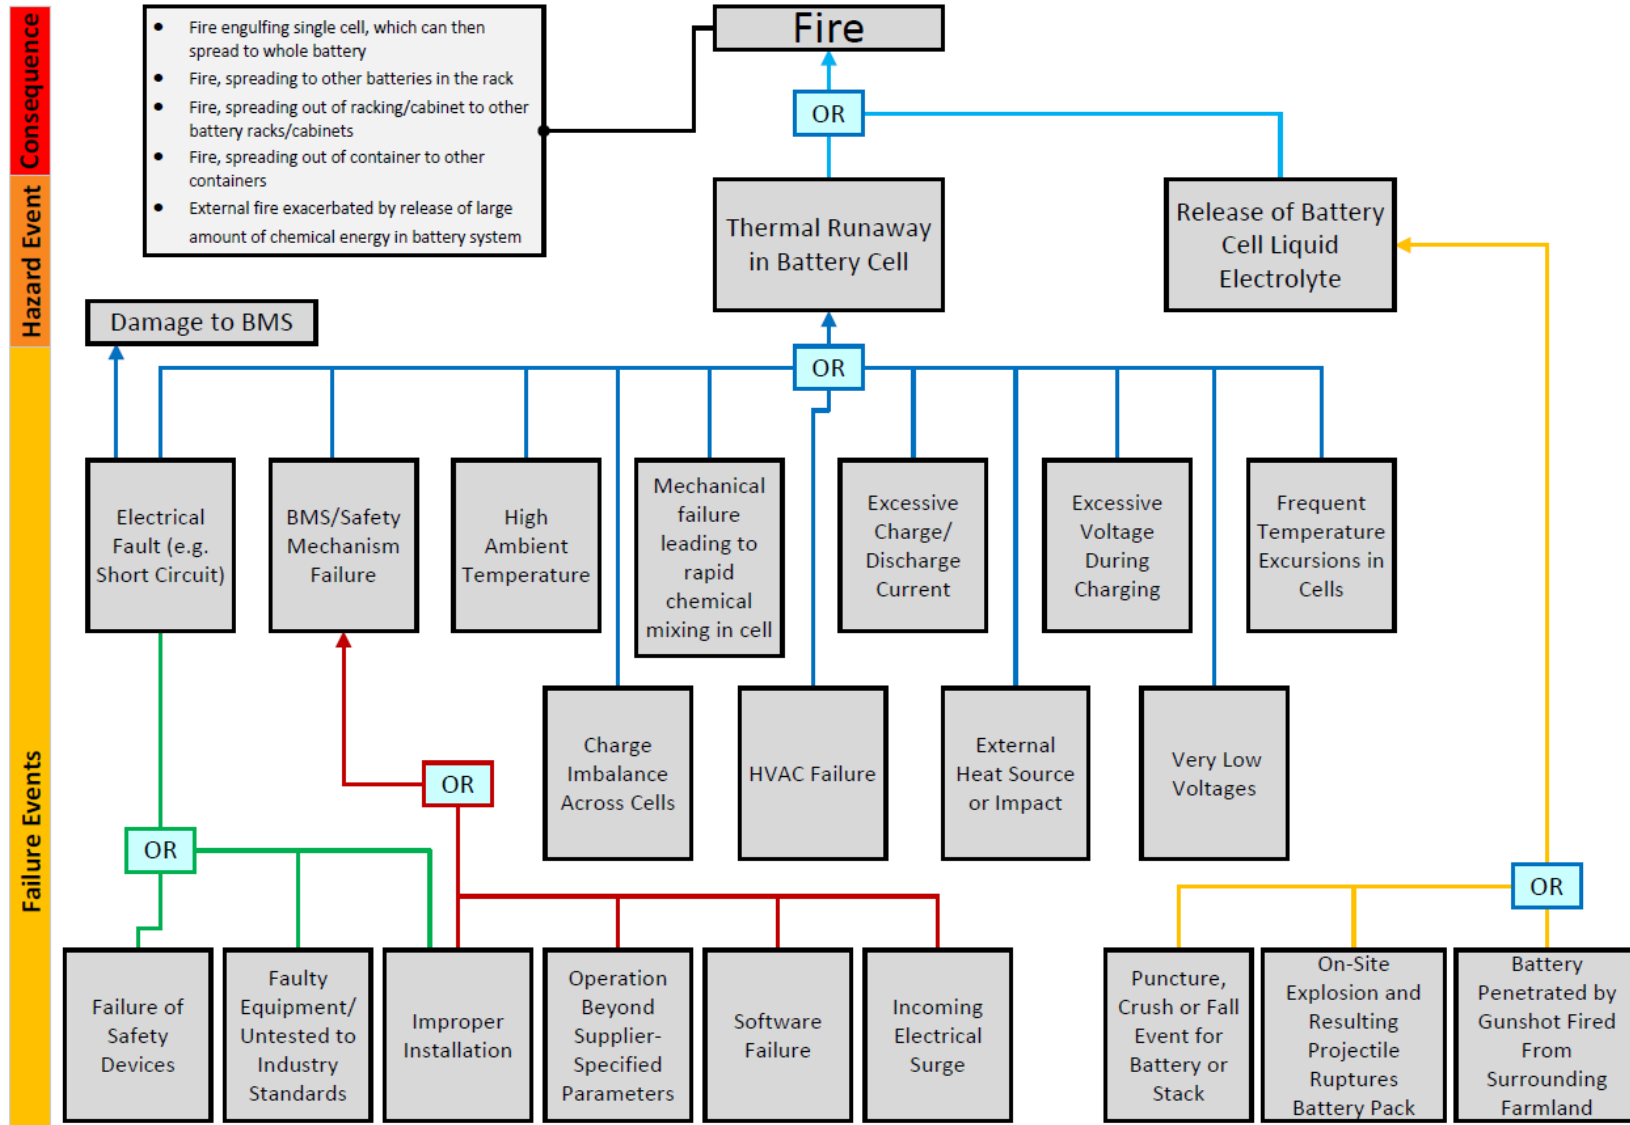 Consequence
Hazard Event
Failure Events
• Fire engulfing single cell, which can then
spread to whole battery
• Fire, spreading to other batteries in the rack
• Fire, spreading out of racking/cabinet to other
battery racks/cabinets
• Fire, spreading out of container to other
containers
• External fire exacerbated by release of large
amount of chemical energy in battery system
Fire
OR
Thermal Runaway
in Battery Cell
Release of Battery
Cell Liquid
Electrolyte
Damage to BMS
OR
Electrical
Fault (e.g.
Short Circuit)
BMS/Safety
Mechanism
Failure
High
Ambient
Temperature
Mechanical
failure
leading to
rapid
chemical
mixing in cell
Excessive
Charge/
Discharge
Current
Excessive
Voltage
During
Charging
Frequent
Temperature
Excursions in
Cells
Charge
Imbalance
Across Cells
HVAC Failure
External
Heat Source
or Impact
Very Low
Voltages
OR
OR
OR
Failure of
Safety
Devices
Faulty
Equipment/
Untested to
Industry
Standards
Improper
Installation
Operation
Beyond
Supplier-
Specified
Parameters
Software
Failure
Incoming
Electrical
Surge
Puncture,
Crush or Fall
Event for
Battery or
Stack
On-Site
Explosion and
Resulting
Projectile
Ruptures
Battery Pack
Battery
Penetrated by
Gunshot Fired
From
Surrounding
Farmland